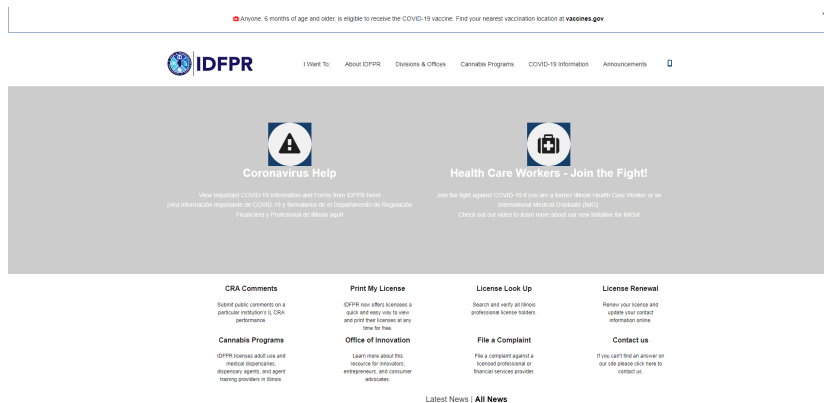 Anyone, 6 months of age and older, is eligible to receive the COVID-19 vaccine. Find your nearest vaccination location at vaccines.gov.
IDFPR
I Want To:
About IDFPR
Divisions & Offices
Cannabis Programs
COVID-19 Information
Announcements
Coronavirus Help
View Important COVID-19 Information and Forms from IDFPR here!
¡Vea información importante de COVID-19 y formularios de el Departamento de Regulación
Financiera y Profesional de Illinois aquí!
Health Care Workers - Join the Fight!
Join the fight against COVID-19 if you are a former Illinois Health Care Worker or an
International Medical Graduate (IMG)
Check out our video to learn more about our new initiative for IMGs!
CRA Comments
Submit public comments on a
particular institution's IL CRA
performance.
Print My License
IDFPR now offers licensees a
quick and easy way to view
and print their licenses at any
time for free.
License Look Up
Search and verify all Illinois
professional license holders.
License Renewal
Renew your license and
update your contact
information online.
Cannabis Programs
IDFPR licenses adult use and
medical dispensaries,
dispensary agents, and agent
training providers in Illinois.
Office of Innovation
Learn more about this
resource for innovators,
entrepreneurs, and consumer
advocates.
File a Complaint
File a complaint against a
licensed professional or
financial services provider.
Contact us
If you can't find an answer on
our site please click here to
contact us.
Latest News | All News